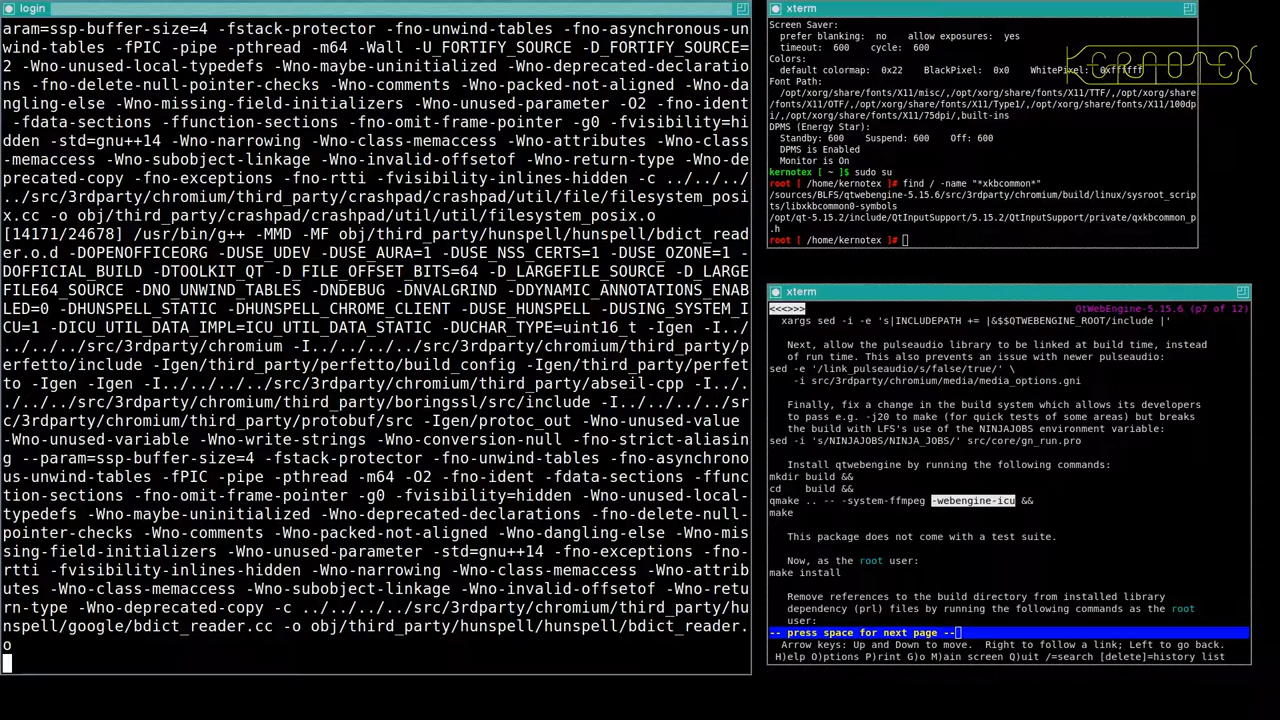 login
aram=ssp-buffer-size=4 -fstack-protector -fno-unwind-tables -fno-asynchronous-un
wind-tables -fPIC -pipe -pthread -m64 -Wall -U_FORTIFY_SOURCE -D_FORTIFY_SOURCE=
2 -Wno-unused-local-typedefs -Wno-maybe-uninitialized -Wno-deprecated-declaratio
ns -fno-delete-null-pointer-checks -Wno-comments -Wno-packed-not-aligned -Wno-da
ngling-else -Wno-missing-field-initializers -Wno-unused-parameter -O2 -fno-ident
 -fdata-sections -ffunction-sections -fno-omit-frame-pointer -g0 -fvisibility=hi
dden -std=gnu++14 -Wno-narrowing -Wno-class-memaccess -Wno-attributes -Wno-class
-memaccess -Wno-subobject-linkage -Wno-invalid-offsetof -Wno-return-type -Wno-de
precated-copy -fno-exceptions -fno-rtti -fvisibility-inlines-hidden -c ../../../
../src/3rdparty/chromium/third_party/crashpad/crashpad/util/file/filesystem_posi
x.cc -o obj/third_party/crashpad/crashpad/util/util/filesystem_posix.o
[14171/24678] /usr/bin/g++ -MMD -MF obj/third_party/hunspell/hunspell/bdict_read
er.o.d -DOPENOFFICEORG -DUSE_UDEV -DUSE_AURA=1 -DUSE_NSS_CERTS=1 -DUSE_OZONE=1 -
DOFFICIAL_BUILD -DTOOLKIT_QT -D_FILE_OFFSET_BITS=64 -D_LARGEFILE_SOURCE -D_LARGE
FILE64_SOURCE -DNO_UNWIND_TABLES -DNDEBUG -DNVALGRIND -DDYNAMIC_ANNOTATIONS_ENAB
LED=0 -DHUNSPELL_STATIC -DHUNSPELL_CHROME_CLIENT -DUSE_HUNSPELL -DUSING_SYSTEM_I
CU=1 -DICU_UTIL_DATA_IMPL=ICU_UTIL_DATA_STATIC -DUCHAR_TYPE=uint16_t -Igen -I../
../../../src/3rdparty/chromium -I../../../../src/3rdparty/chromium/third_party/p
erfetto/include -Igen/third_party/perfetto/build_config -Igen/third_party/perfet
to -Igen -Igen -I../../../../src/3rdparty/chromium/third_party/abseil-cpp -I../.
./../../src/3rdparty/chromium/third_party/boringssl/src/include -I../../../../sr
c/3rdparty/chromium/third_party/protobuf/src -Igen/protoc_out -Wno-unused-value
-Wno-unused-variable -Wno-write-strings -Wno-conversion-null -fno-strict-aliasin
g --param=ssp-buffer-size=4 -fstack-protector -fno-unwind-tables -fno-asynchrono
us-unwind-tables -fPIC -pipe -pthread -m64 -O2 -fno-ident -fdata-sections -ffunc
tion-sections -fno-omit-frame-pointer -g0 -fvisibility=hidden -Wno-unused-local-
typedefs -Wno-maybe-uninitialized -Wno-deprecated-declarations -fno-delete-null-
pointer-checks -Wno-comments -Wno-packed-not-aligned -Wno-dangling-else -Wno-mis
sing-field-initializers -Wno-unused-parameter -std=gnu++14 -fno-exceptions -fno-
rtti -fvisibility-inlines-hidden -Wno-narrowing -Wno-class-memaccess -Wno-attrib
utes -Wno-class-memaccess -Wno-subobject-linkage -Wno-invalid-offsetof -Wno-retu
rn-type -Wno-deprecated-copy -c ../../../../src/3rdparty/chromium/third_party/hu
nspell/google/bdict_reader.cc -o obj/third_party/hunspell/hunspell/bdict_reader.
o
xterm
Screen Saver:
  prefer blanking:  no    allow exposures:  yes
  timeout:  600    cycle:  600
Colors:
  default colormap:  0x22    BlackPixel:  0x0    WhitePixel:  0xffffff
KERNOTEX
Font Path:
  /opt/xorg/share/fonts/X11/misc/,/opt/xorg/share/fonts/X11/TTF/,/opt/xorg/share
/fonts/X11/OTF/,/opt/xorg/share/fonts/X11/Type1/,/opt/xorg/share/fonts/X11/100dp
i/,/opt/xorg/share/fonts/X11/75dpi/,built-ins
DPMS (Energy Star):
  Standby: 600    Suspend: 600    Off: 600
  DPMS is Enabled
  Monitor is On
kernotex [ ~ ]$ sudo su
root [ /home/kernotex ]# find / -name "*xkbcommon*"
/sources/BLFS/qtwebengine-5.15.6/src/3rdparty/chromium/build/linux/sysroot_scrip
ts/libxkbcommon0-symbols
/opt/qt-5.15.2/include/QtInputSupport/5.15.2/QtInputSupport/private/qxkbcommon_p
.h
root [ /home/kernotex ]#
xterm
<<<>>> QtWebEngine-5.15.6 (p7 of 12)
xargs sed -i -e 's|INCLUDEPATH += |&$$QTWEBENGINE_ROOT/include |'
Next, allow the pulseaudio library to be linked at build time, instead
of run time. This also prevents an issue with newer pulseaudio:
sed -e '/link_pulseaudio/s/false/true/' \
    -i src/3rdparty/chromium/media/media_options.gni
Finally, fix a change in the build system which allows its developers
to pass e.g. -j20 to make (for quick tests of some areas) but breaks
the build with LFS's use of the NINJAJOBS environment variable:
sed -i 's/NINJAJOBS/NINJA_JOBS/' src/core/gn_run.pro
Install qtwebengine by running the following commands:
mkdir build &&
cd    build &&
qmake .. -- -system-ffmpeg -webengine-icu &&
make
This package does not come with a test suite.
Now, as the root user:
make install
Remove references to the build directory from installed library
dependency (prl) files by running the following commands as the root
user:
-- press space for next page --
  Arrow keys: Up and Down to move.  Right to follow a link; Left to go back.
 H)elp O)ptions P)rint G)o M)ain screen Q)uit /=search [delete]=history list